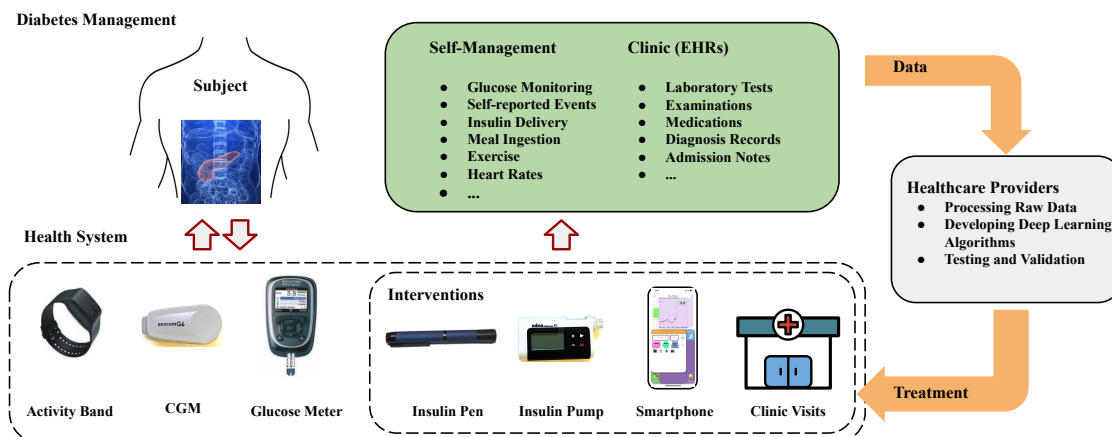 Diabetes Management
Subject
Self-Management
● Glucose Monitoring
● Self-reported Events
● Insulin Delivery
● Meal Ingestion
● Exercise
● Heart Rates
● ...
Clinic (EHRs)
● Laboratory Tests
● Examinations
● Medications
● Diagnosis Records
● Admission Notes
● ...
Data
Healthcare Providers
● Processing Raw Data
● Developing Deep Learning
Algorithms
● Testing and Validation
Treatment
Health System
dexcom G6
5.8
Activity Band
CGM
Glucose Meter
Interventions
Insulin Pen
Insulin Pump
Smartphone
Clinic Visits